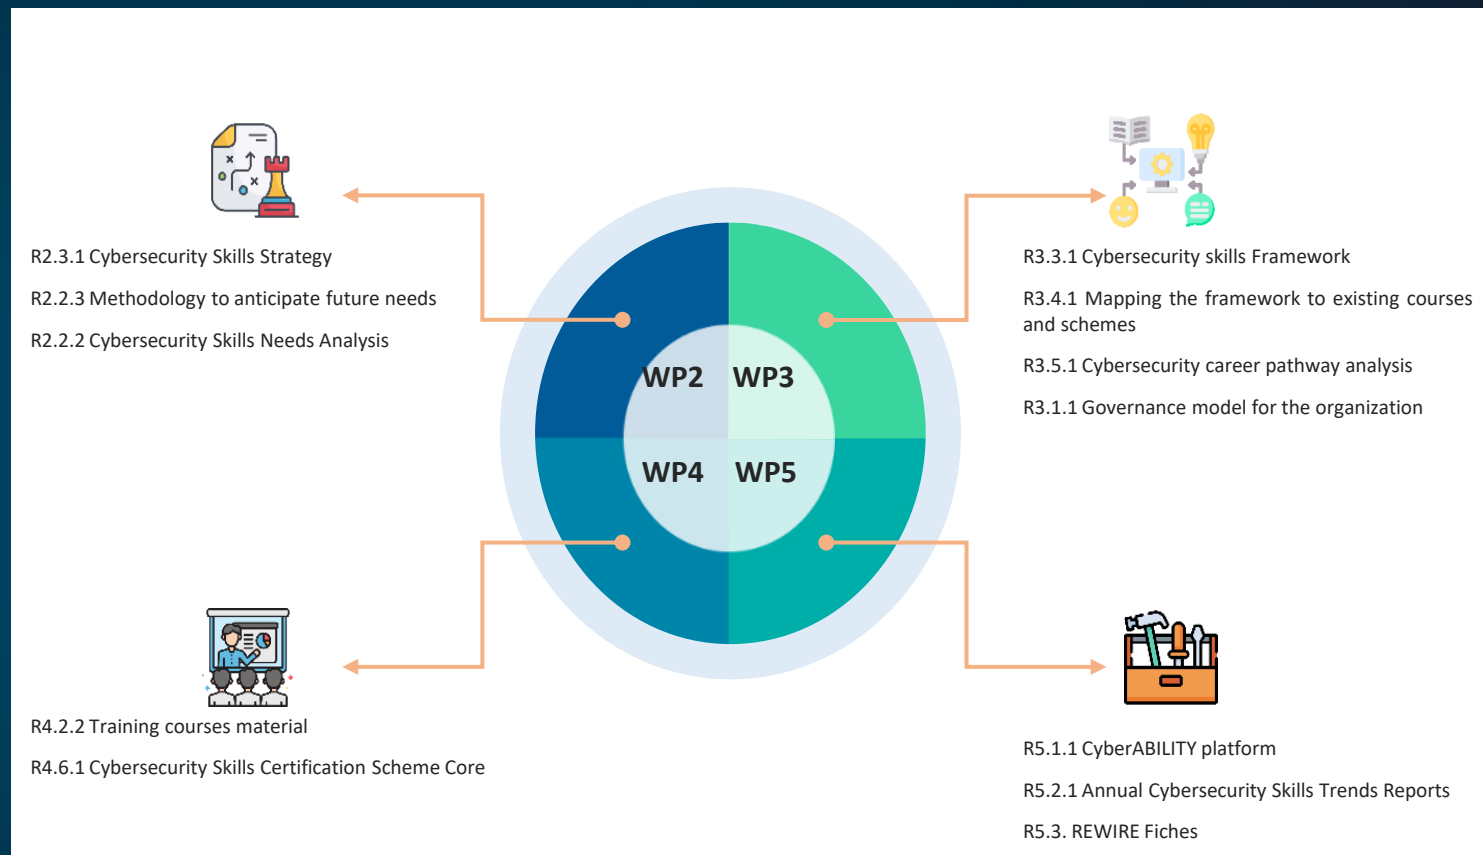 R2.3.1 Cybersecurity Skills Strategy
R2.2.3 Methodology to anticipate future needs
R2.2.2 Cybersecurity Skills Needs Analysis
R3.3.1 Cybersecurity skills Framework
R3.4.1 Mapping the framework to existing courses
and schemes
R3.5.1 Cybersecurity career pathway analysis
R3.1.1 Governance model for the organization
WP2 WP3
WP4 WP5
R4.2.2 Training courses material
R4.6.1 Cybersecurity Skills Certification Scheme Core
R5.1.1 CyberABILITY platform
R5.2.1 Annual Cybersecurity Skills Trends Reports
R5.3. REWIRE Fiches